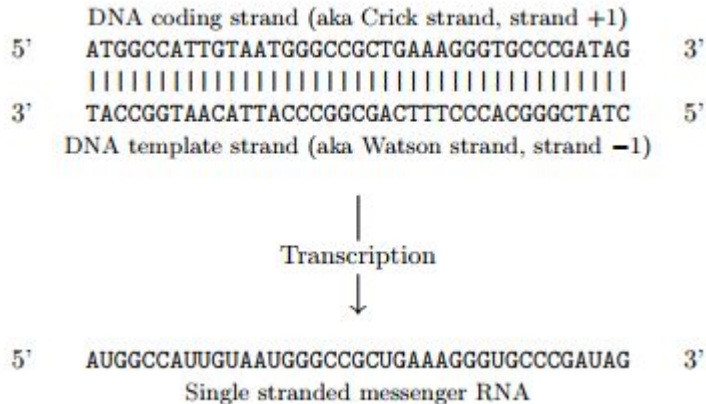 DNA coding strand (aka Crick strand, strand +1)
5' ATGGCCATTGTAATGGGCCGCTGAAAGGGTGCCCGATAG 3'
|||||||||||||||||||||||||||||||||||||||
3' TACCGGTAACATTACCCGGCGACTTTCCCACGGGCTATC 5'
DNA template strand (aka Watson strand, strand −1)
Transcription
5' AUGGCCAUUGUAAUGGGCCGCUGAAAGGGUGCCCGAUAG 3'
Single stranded messenger RNA